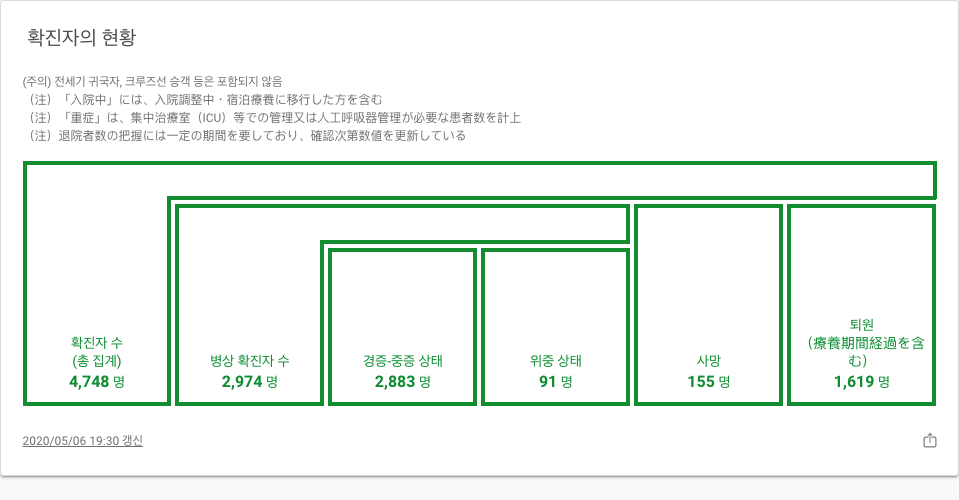 확진자의 현황
(주의) 전세기 귀국자, 크루즈선 승객 등은 포함되지 않음
（注）「入院中」には、入院調整中・宿泊療養に移行した方を含む
（注）「重症」は、集中治療室（ICU）等での管理又は人工呼吸器管理が必要な患者数を計上
（注）退院者数の把握には一定の期間を要しており、確認次第数値を更新している
확진자 수
(총 집계)
4,748 명
병상 확진자 수
2,974 명
경증-중증 상태
2,883 명
위중 상태
91 명
사망
155 명
퇴원
（療養期間経過を含
む）
1,619 명
2020/05/06 19:30 갱신